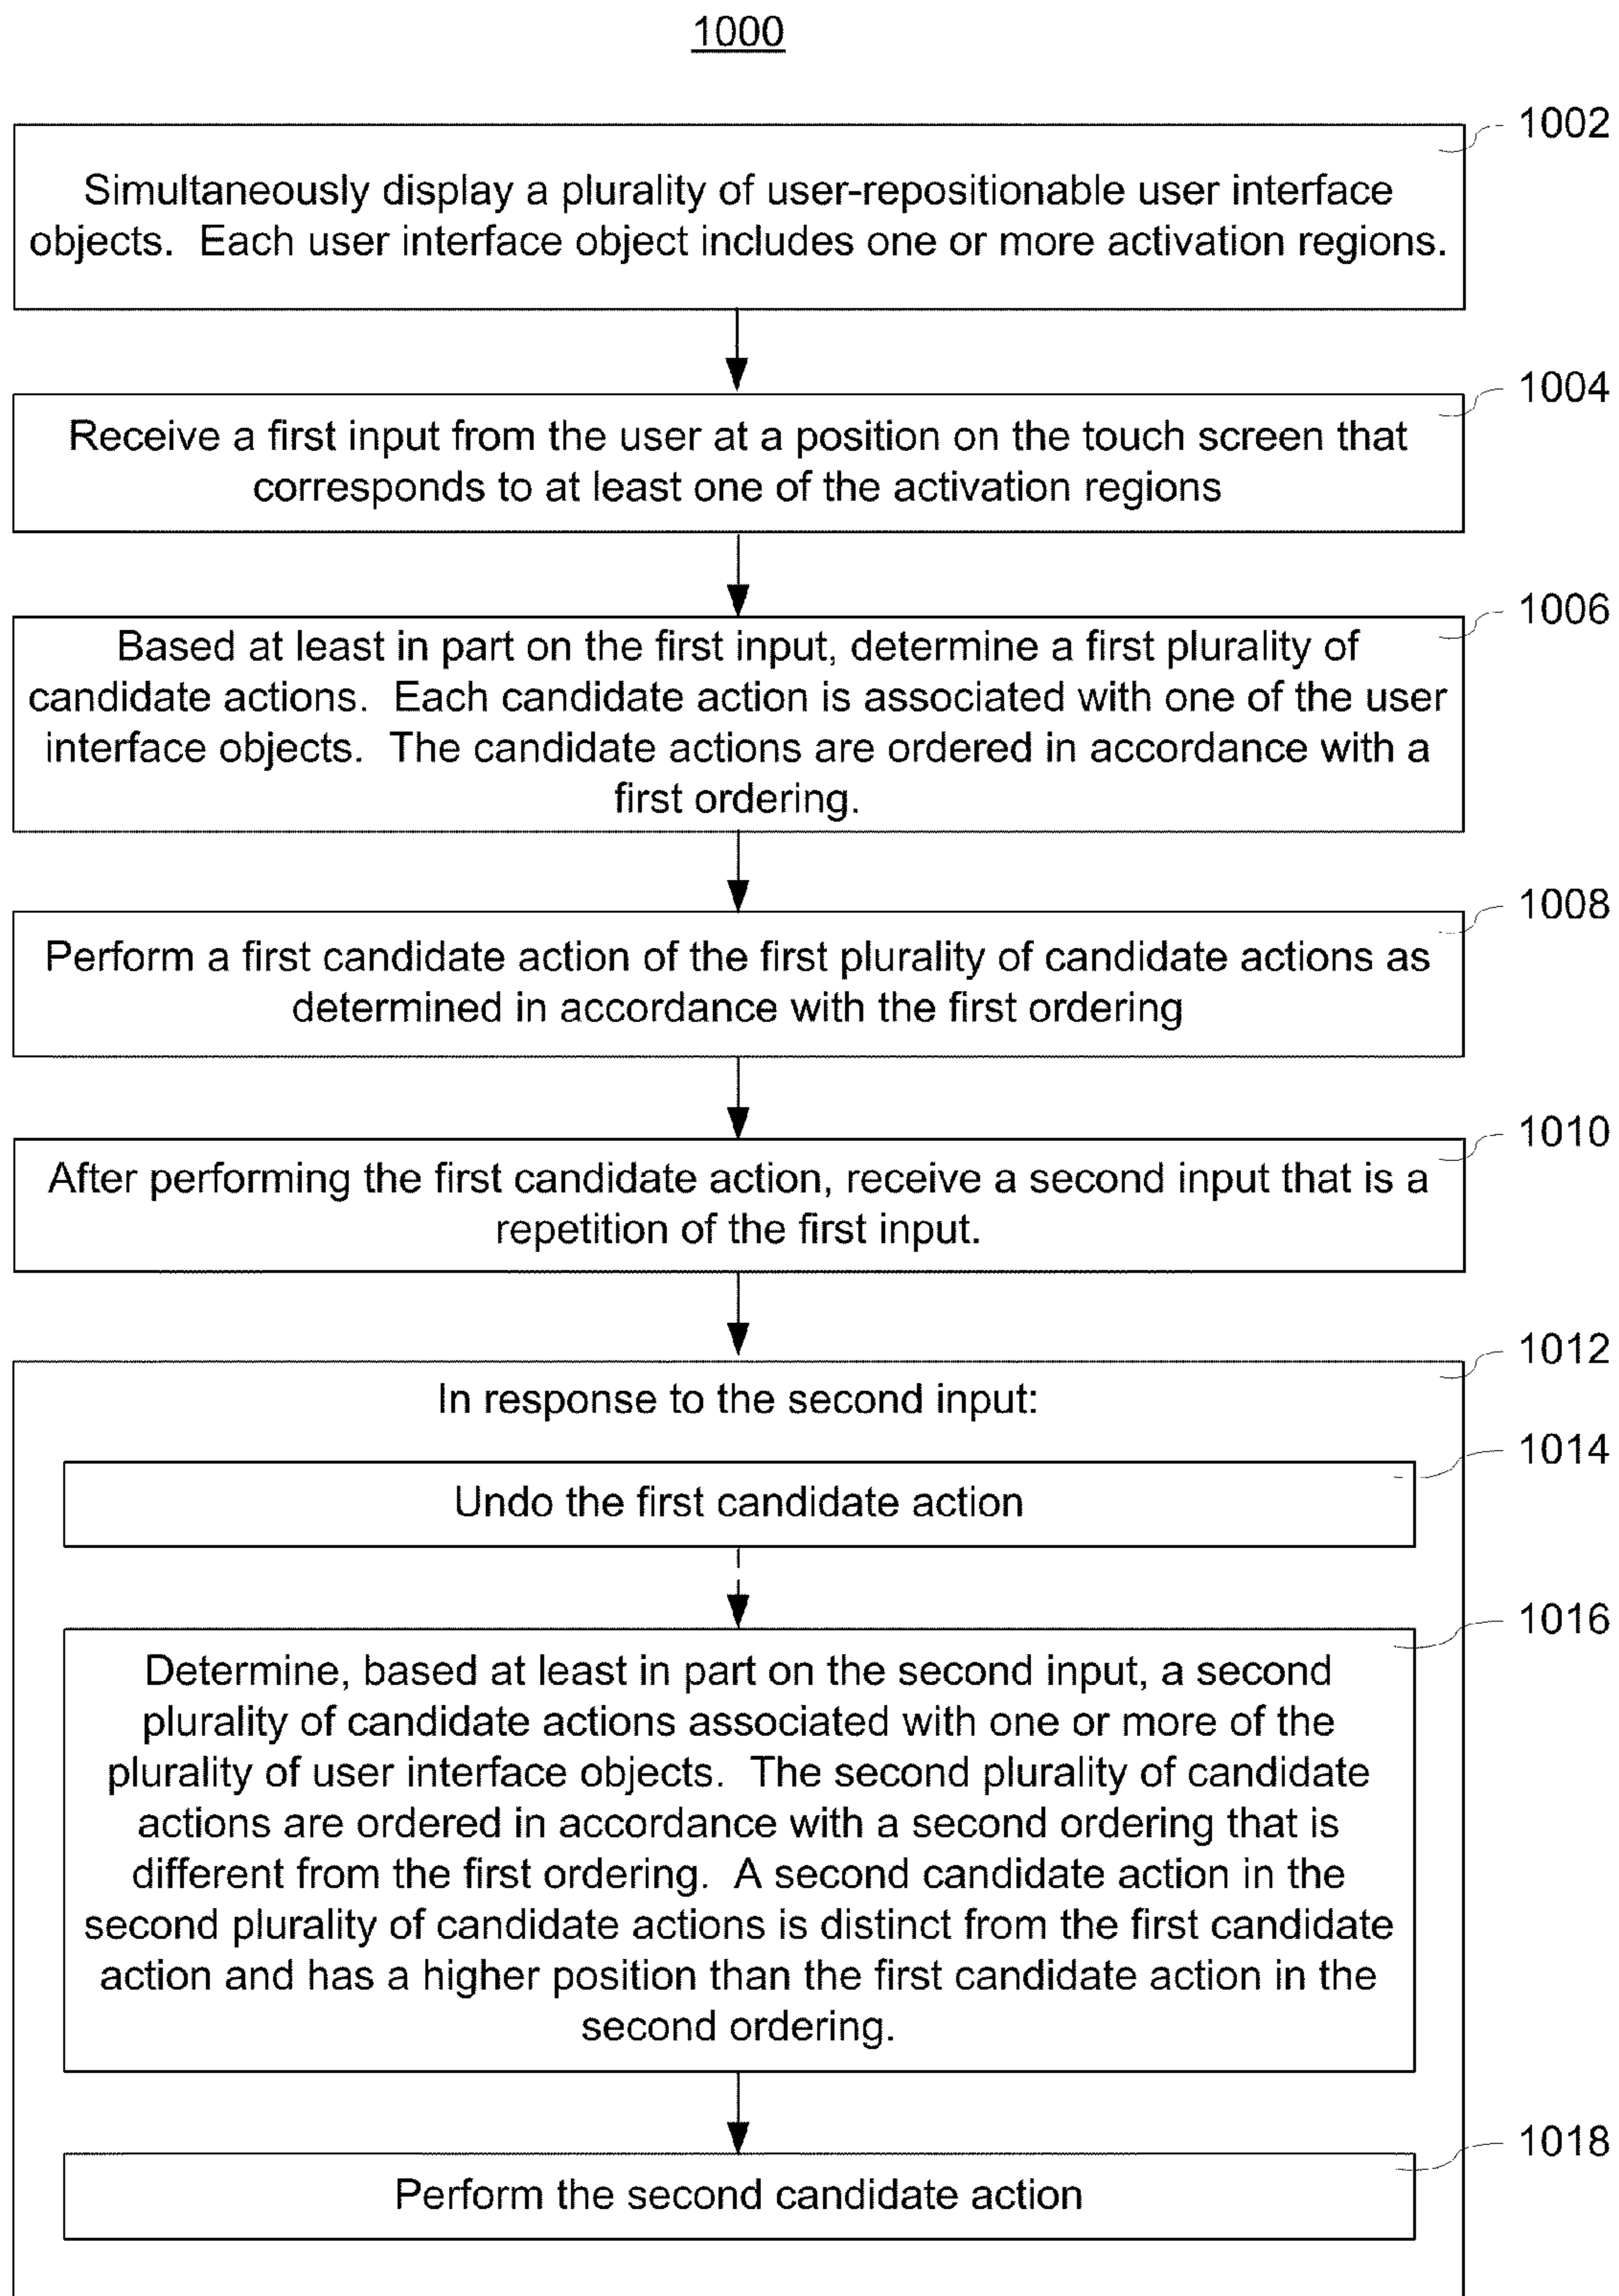 1000
1002
Simultaneously display a plurality of user-repositionable user interface
objects.  Each user interface object includes one or more activation regions.
1004
Receive a first input from the user at a position on the touch screen that
corresponds to at least one of the activation regions
1006
Based at least in part on the first input, determine a first plurality of
candidate actions.  Each candidate action is associated with one of the user
interface objects.  The candidate actions are ordered in accordance with a
first ordering.
1008
Perform a first candidate action of the first plurality of candidate actions as
determined in accordance with the first ordering
1010
After performing the first candidate action, receive a second input that is a
repetition of the first input.
1012
In response to the second input:
1014
Undo the first candidate action
1016
Determine, based at least in part on the second input, a second
plurality of candidate actions associated with one or more of the
plurality of user interface objects.  The second plurality of candidate
actions are ordered in accordance with a second ordering that is
different from the first ordering.  A second candidate action in the
second plurality of candidate actions is distinct from the first candidate
action and has a higher position than the first candidate action in the
second ordering.
1018
Perform the second candidate action